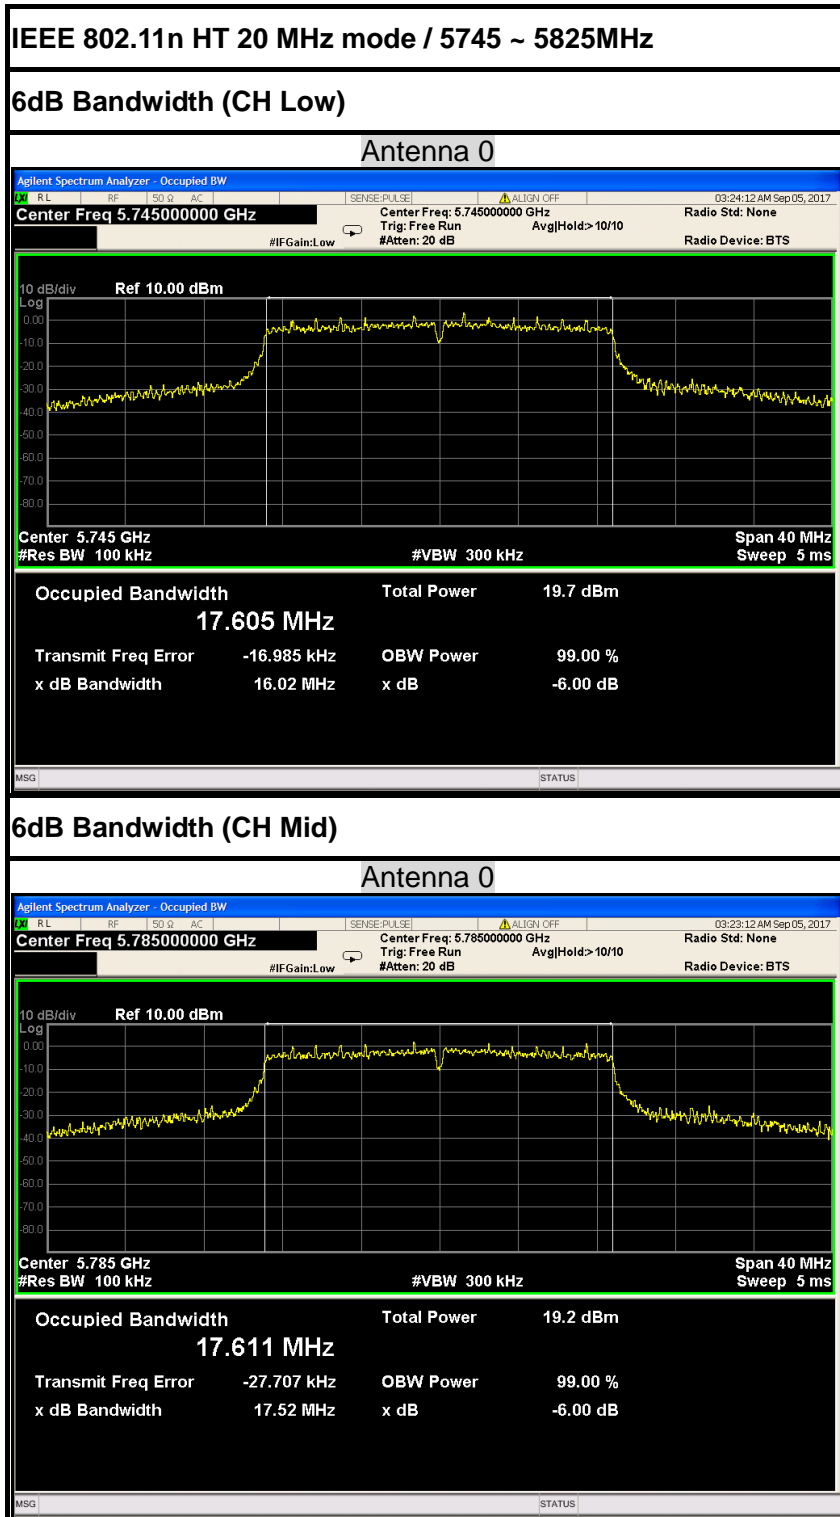 IEEE 802.11n HT 20 MHz mode / 5745 ~ 5825MHz
6dB Bandwidth (CH Low)
Antenna 0
Agilent Spectrum Analyzer - Occupied BW
LXI RL RF 50 Ω AC SENSE:PULSE ALIGN OFF 03:24:12 AM Sep 05, 2017
Center Freq 5.745000000 GHz Center Freq: 5.745000000 GHz Radio Std: None
Trig: Free Run Avg|Hold:>10/10
#IFGain:Low #Atten: 20 dB Radio Device: BTS
10 dB/div Ref 10.00 dBm
Log
0.00
-10.0
-20.0
-30.0
-40.0
-50.0
-60.0
-70.0
-80.0
Center 5.745 GHz Span 40 MHz
#Res BW 100 kHz #VBW 300 kHz Sweep 5 ms
Occupied Bandwidth Total Power 19.7 dBm
17.605 MHz
Transmit Freq Error -16.985 kHz OBW Power 99.00 %
x dB Bandwidth 16.02 MHz x dB -6.00 dB
MSG STATUS
6dB Bandwidth (CH Mid)
Antenna 0
Agilent Spectrum Analyzer - Occupied BW
LXI RL RF 50 Ω AC SENSE:PULSE ALIGN OFF 03:23:12 AM Sep 05, 2017
Center Freq 5.785000000 GHz Center Freq: 5.785000000 GHz Radio Std: None
Trig: Free Run Avg|Hold:>10/10
#IFGain:Low #Atten: 20 dB Radio Device: BTS
10 dB/div Ref 10.00 dBm
Log
0.00
-10.0
-20.0
-30.0
-40.0
-50.0
-60.0
-70.0
-80.0
Center 5.785 GHz Span 40 MHz
#Res BW 100 kHz #VBW 300 kHz Sweep 5 ms
Occupied Bandwidth Total Power 19.2 dBm
17.611 MHz
Transmit Freq Error -27.707 kHz OBW Power 99.00 %
x dB Bandwidth 17.52 MHz x dB -6.00 dB
MSG STATUS